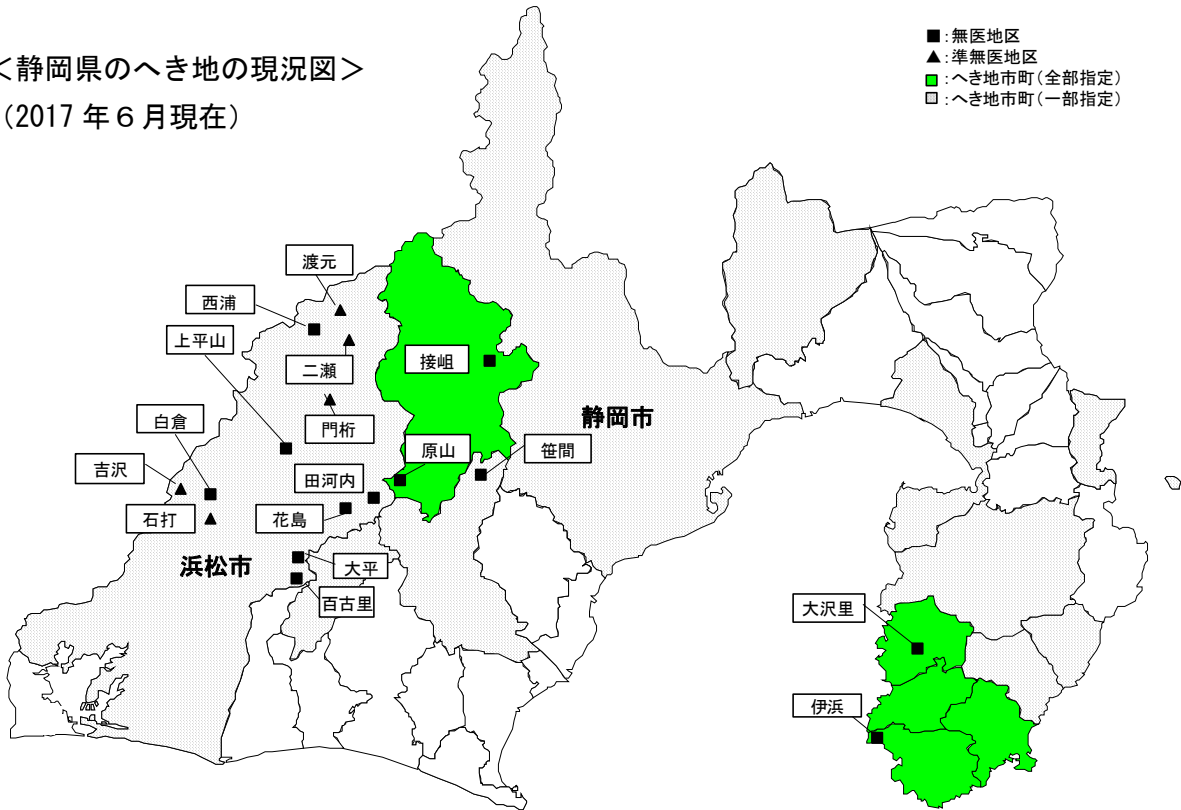 <静岡県のへき地の現況図>
(2017年6月現在)
■:無医地区
▲:準無医地区
□:へき地市町(全部指定)
□:へき地市町(一部指定)
渡元
西浦
上平山
二瀬
接岨
門桁
静岡市
白倉
原山
笹間
吉沢
田河内
石打
花島
浜松市
大平
百古里
大沢里
伊浜